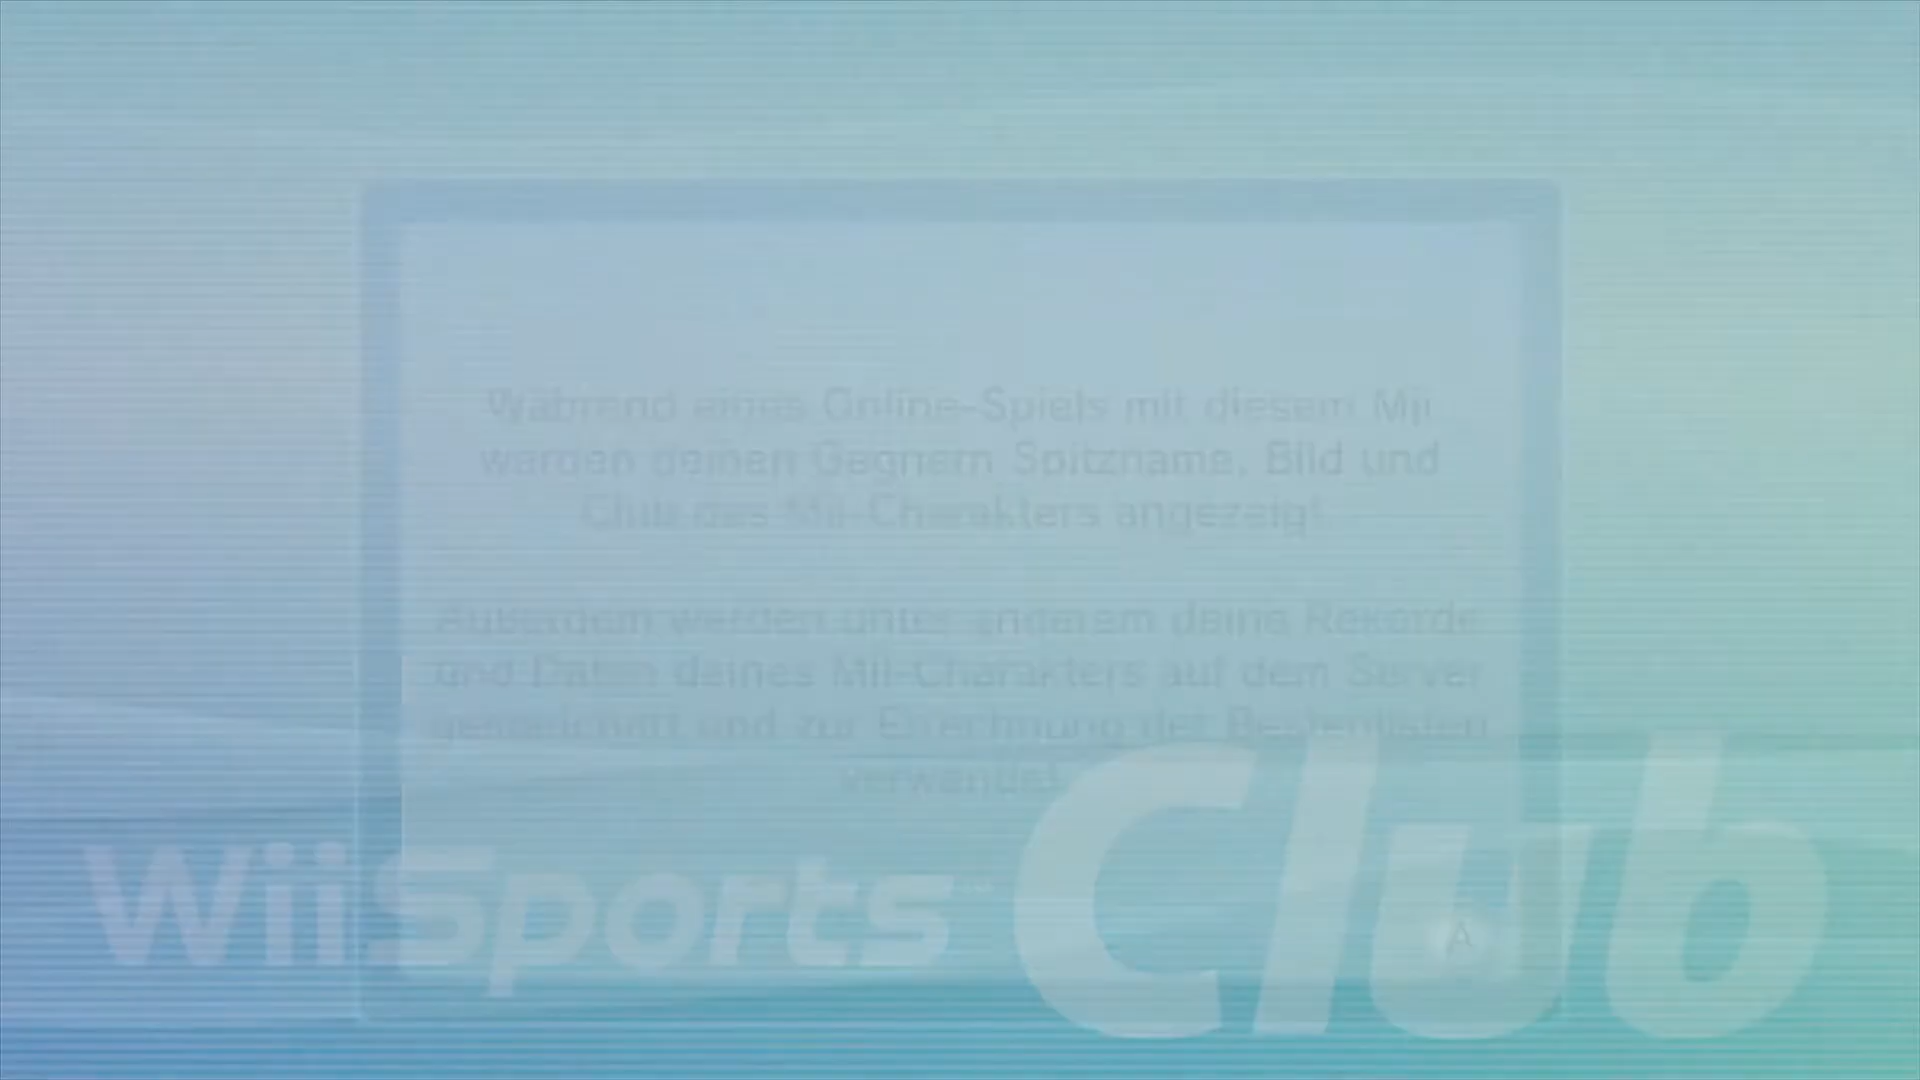 Während eines Online-Spiels mit diesem Mii
werden deinen Gegnern Spitzname, Bild und
Club des Mii-Charakters angezeigt.
Außerdem werden unter anderem deine Rekorde
und Daten deines Mii-Charakters auf dem Server
gespeichert und zur Errechnung der Bestenlisten
verwendet.
Wii Sports™ Club
A